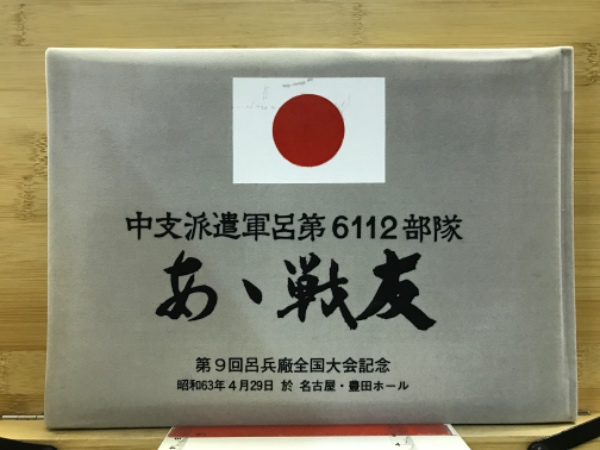 中支派遣軍呂第6112部隊
あゝ戦友
第9回呂兵廠全国大会記念
昭和63年4月29日 於 名古屋・豊田ホール